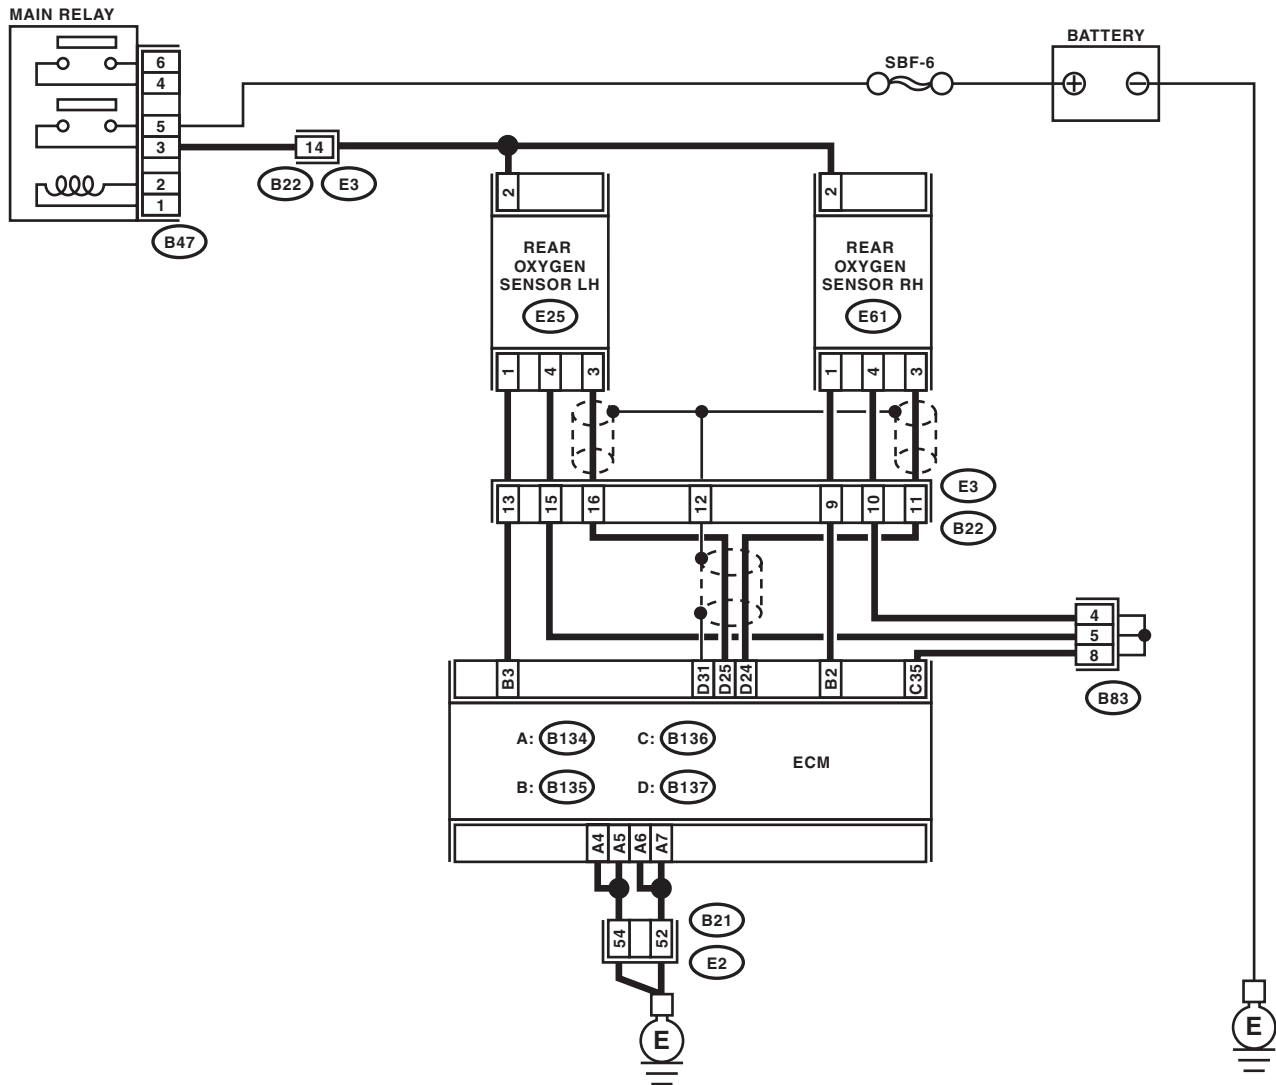 MAIN RELAY
BATTERY
SBF-6
6
4
5
3
2
1
14
B22 E3
B47
2
2
REAR
OXYGEN
SENSOR LH
E25
REAR
OXYGEN
SENSOR RH
E61
1 4 3
1 4 3
13 15 16 12 9 10 11
E3
B22
4
5
8
B83
B3 D31 D25 D24 B2 C35
A: B134 C: B136
ECM
B: B135 D: B137
A4 A5 A6 A7
54 52
B21
E2
E
E